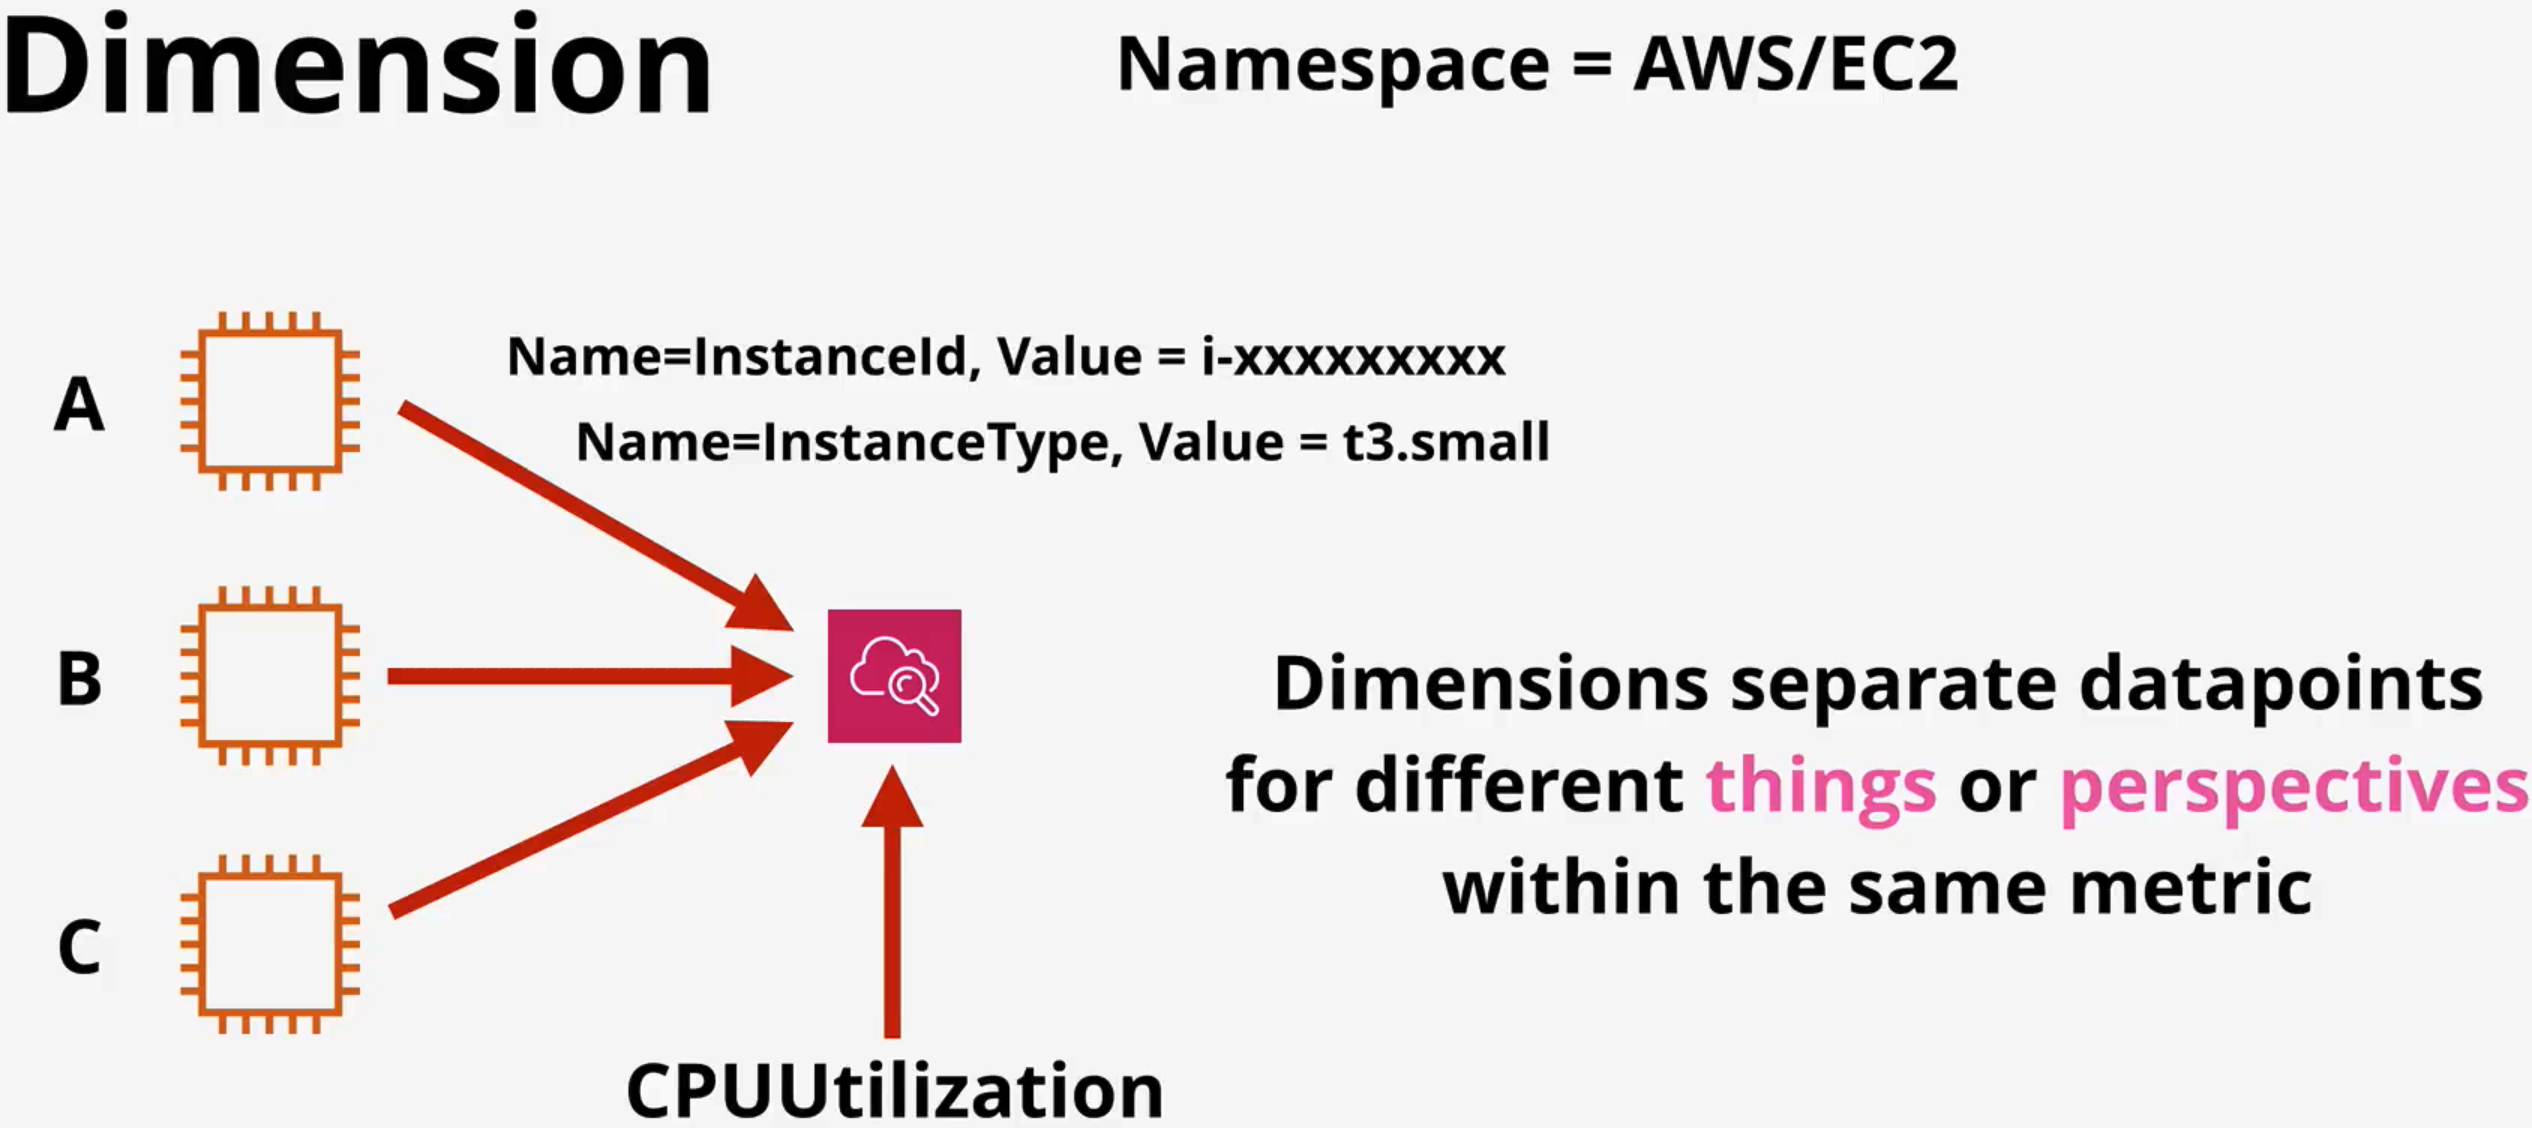 Dimension
Namespace = AWS/EC2
Name=InstanceId, Value = i-xxxxxxxxx
Name=InstanceType, Value = t3.small
A
B
C
Dimensions separate datapoints
for different things or perspectives
within the same metric
CPUUtilization